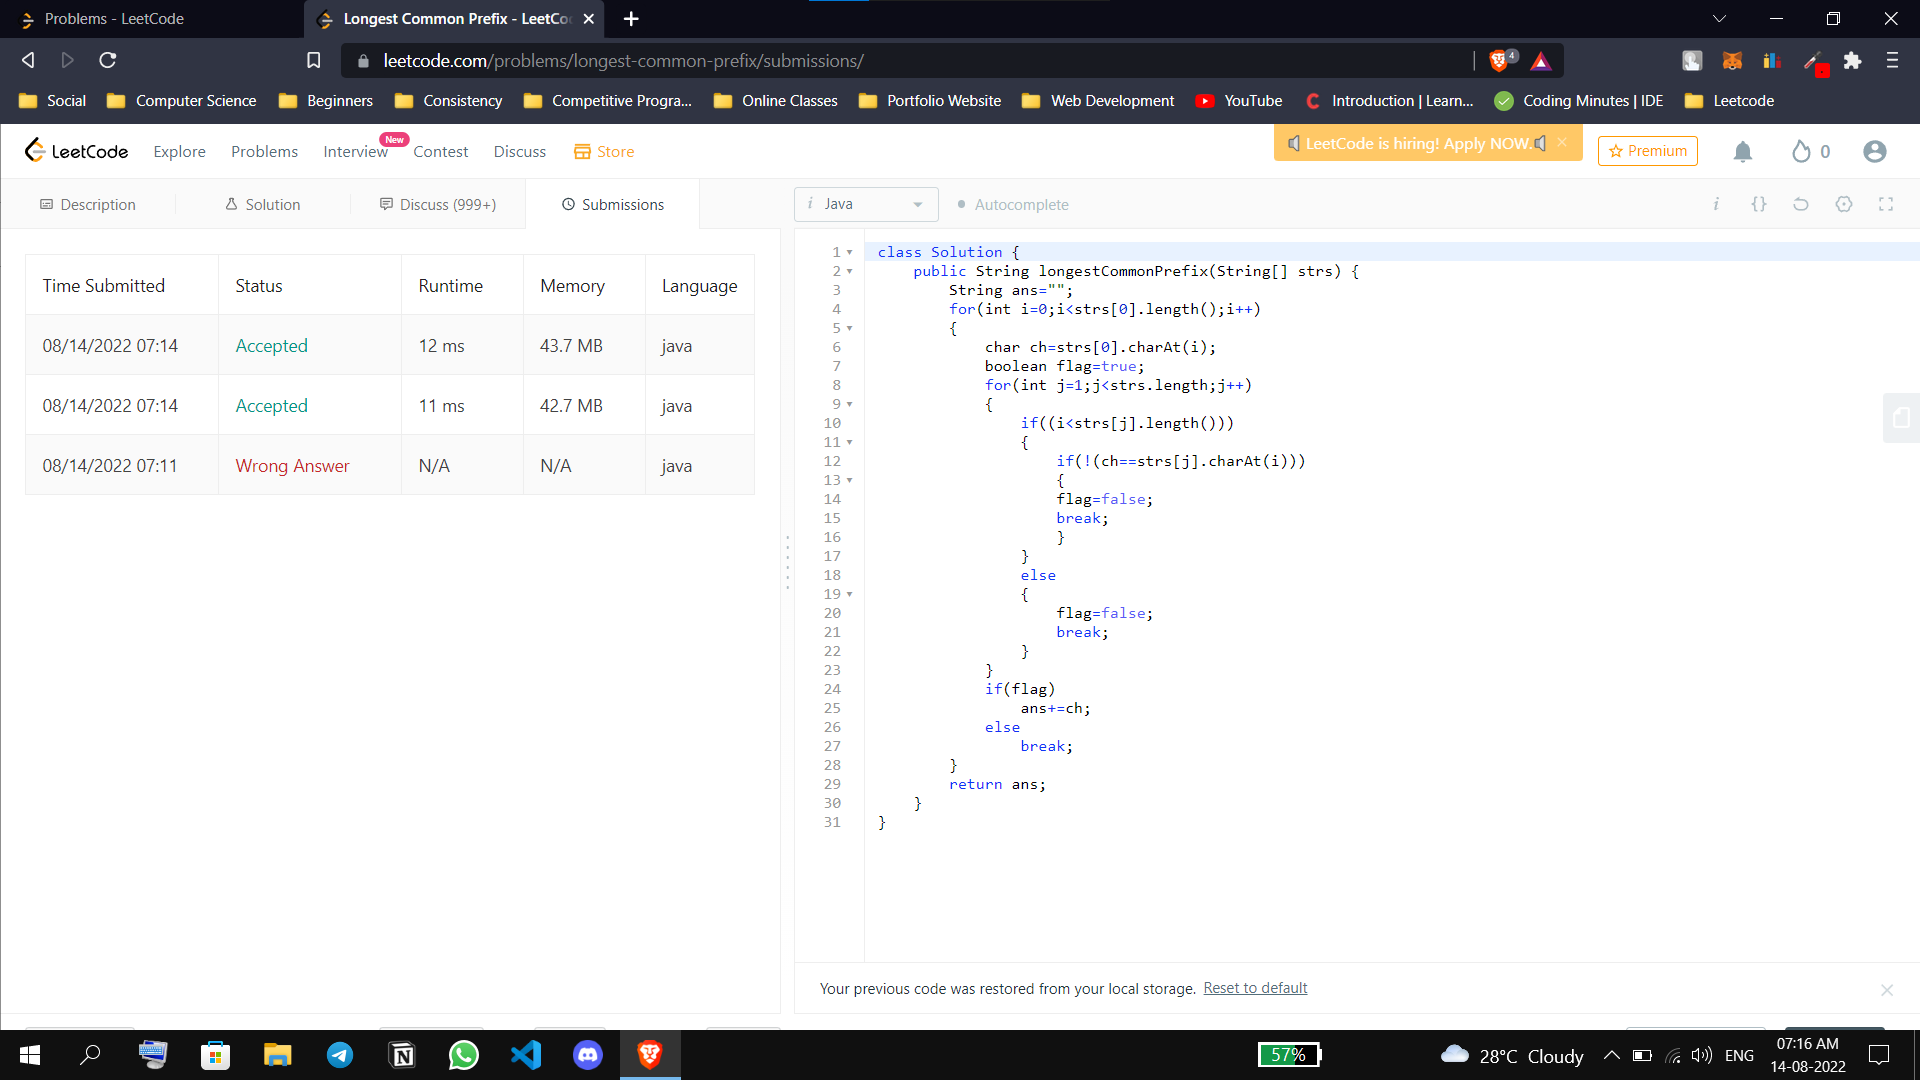 Problems - LeetCode
Longest Common Prefix - LeetCo
leetcode.com/problems/longest-common-prefix/submissions/
4
Social
Computer Science
Beginners
Consistency
Competitive Progra...
Online Classes
Portfolio Website
Web Development
YouTube
Introduction | Learn...
Coding Minutes | IDE
Leetcode
LeetCode
Explore
Problems
Interview
New
Contest
Discuss
Store
LeetCode is hiring! Apply NOW.
Premium
0
Description
Solution
Discuss (999+)
Submissions
i Java
Autocomplete
i {}
Time Submitted Status Runtime Memory Language
08/14/2022 07:14 Accepted 12 ms 43.7 MB java
08/14/2022 07:14 Accepted 11 ms 42.7 MB java
08/14/2022 07:11 Wrong Answer N/A N/A java
1 class Solution {
2 public String longestCommonPrefix(String[] strs) {
3 String ans="";
4 for(int i=0;i<strs[0].length();i++)
5 {
6 char ch=strs[0].charAt(i);
7 boolean flag=true;
8 for(int j=1;j<strs.length;j++)
9 {
10 if((i<strs[j].length()))
11 {
12 if(!(ch==strs[j].charAt(i)))
13 {
14 flag=false;
15 break;
16 }
17 }
18 else
19 {
20 flag=false;
21 break;
22 }
23 }
24 if(flag)
25 ans+=ch;
26 else
27 break;
28 }
29 return ans;
30 }
31 }
Your previous code was restored from your local storage. Reset to default
57%
28°C Cloudy
ENG
07:16 AM
14-08-2022